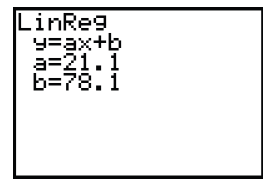 LinReg
y=ax+b
a=21.1
b=78.1